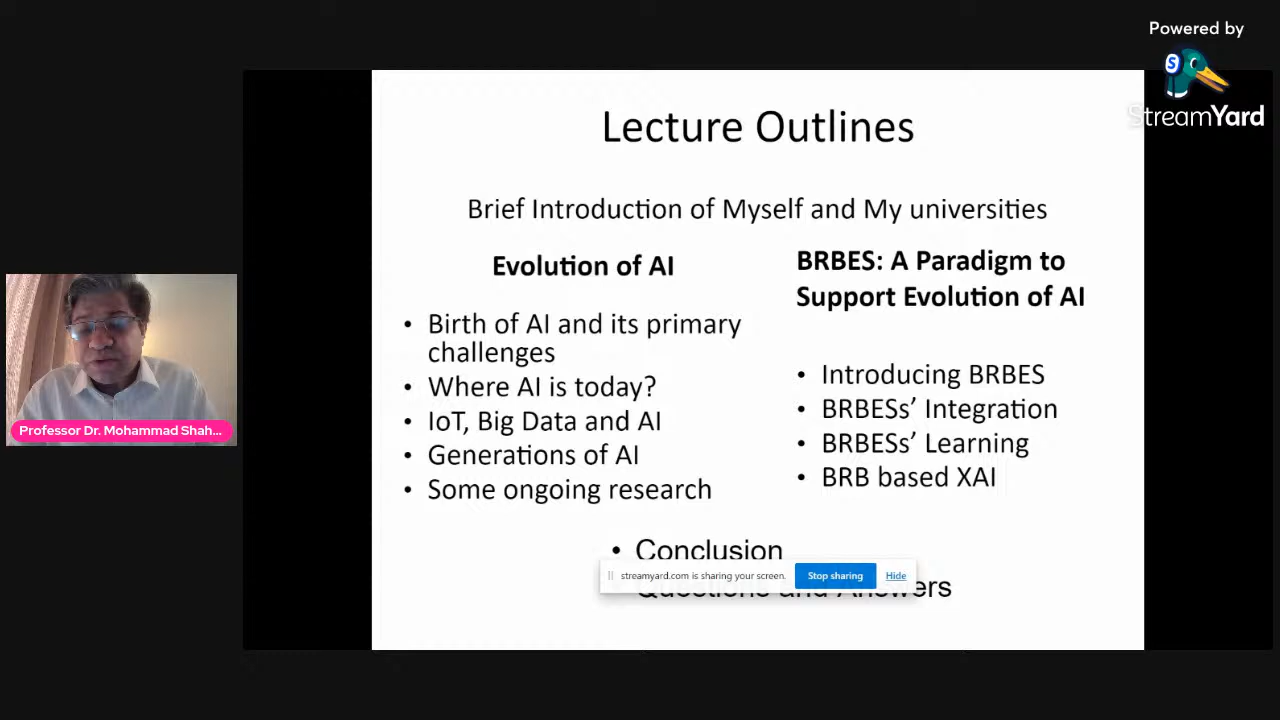 Powered by
StreamYard
Lecture Outlines
Brief Introduction of Myself and My universities
Evolution of AI
• Birth of AI and its primary
challenges
• Where AI is today?
• IoT, Big Data and AI
• Generations of AI
• Some ongoing research
BRBES: A Paradigm to
Support Evolution of AI
• Introducing BRBES
• BRBESs’ Integration
• BRBESs’ Learning
• BRB based XAI
• Conclusion
Questions and Answers
streamyard.com is sharing your screen. Stop sharing Hide
Professor Dr. Mohammad Shah...